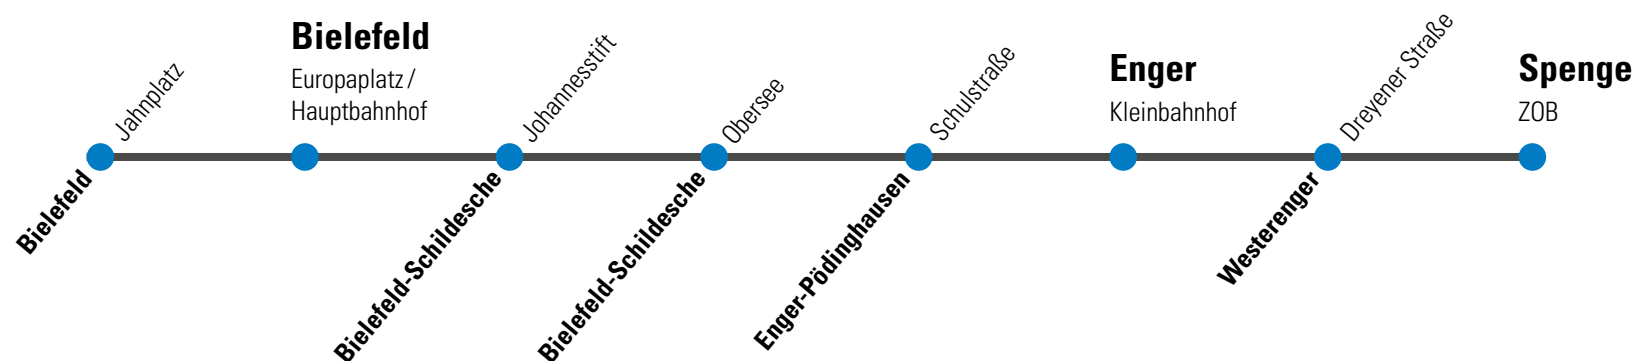 Jahnplatz
Bielefeld
Bielefeld
Europaplatz /
Hauptbahnhof
Johannesstift
Bielefeld-Schildesche
Obersee
Bielefeld-Schildesche
Schulstraße
Enger-Pödinghausen
Enger
Kleinbahnhof
Dreyener Straße
Westerenger
Spenge
ZOB